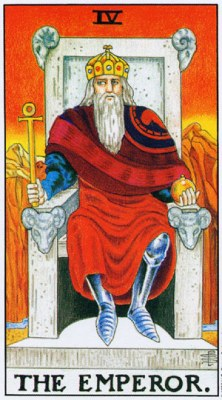 IV
THE EMPEROR.